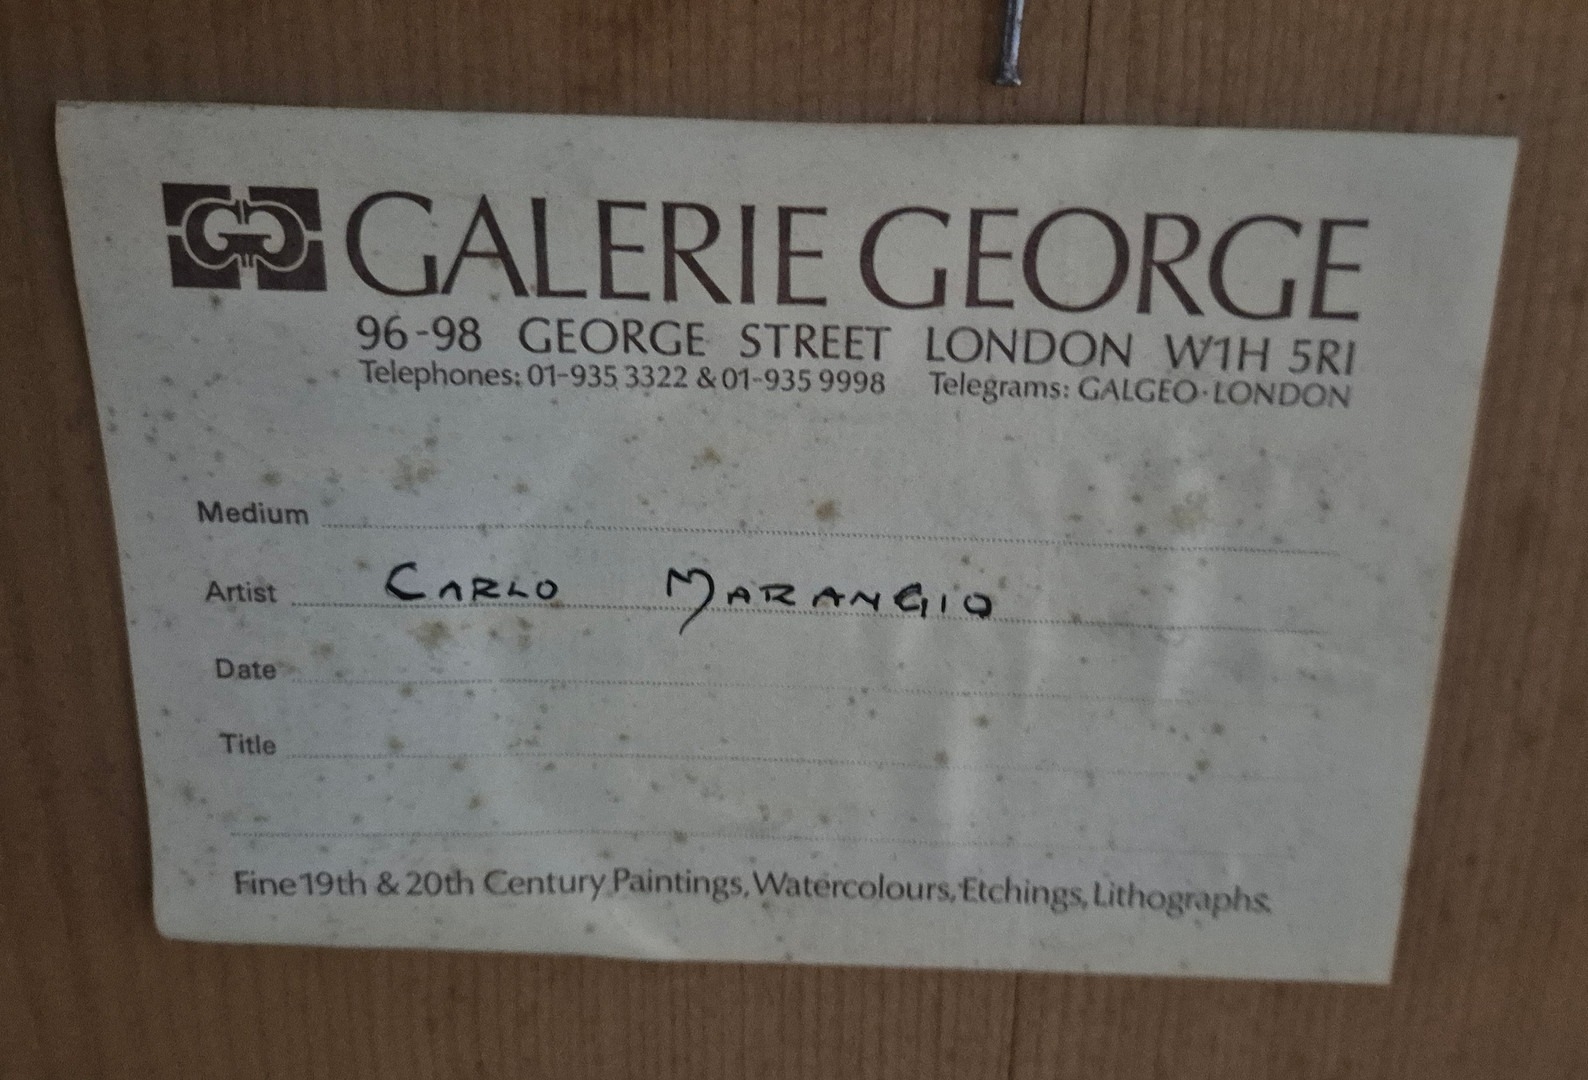 GG GALERIE GEORGE
96-98 GEORGE STREET LONDON W1H 5RI
Telephones: 01-935 3322 & 01-935 9998 Telegrams: GALGEO·LONDON
Medium
Artist CARLO MARANGIO
Date
Title
Fine 19th & 20th Century Paintings, Watercolours, Etchings, Lithographs.